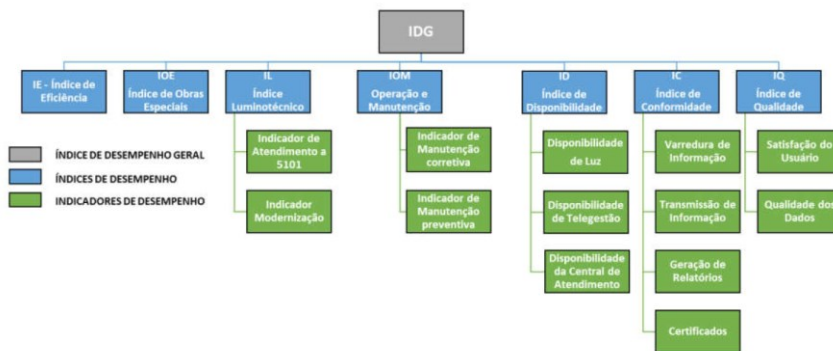 IDG
IE - Índice de
Eficiência
IOE
Índice de Obras
Especiais
IL
Índice
Luminotécnico
IOM
Operação e
Manutenção
ID
Índice de
Disponibilidade
IC
Índice de
Conformidade
IQ
Índice de
Qualidade
Indicador de
Atendimento a
5101
Indicador
Modernização
Indicador de
Manutenção
corretiva
Indicador de
Manutenção
preventiva
Disponibilidade
de Luz
Disponibilidade
de Telegestão
Disponibilidade
da Central de
Atendimento
Varredura de
Informação
Transmissão de
Informação
Geração de
Relatórios
Certificados
Satisfação do
Usuário
Qualidade dos
Dados
ÍNDICE DE DESEMPENHO GERAL
ÍNDICES DE DESEMPENHO
INDICADORES DE DESEMPENHO